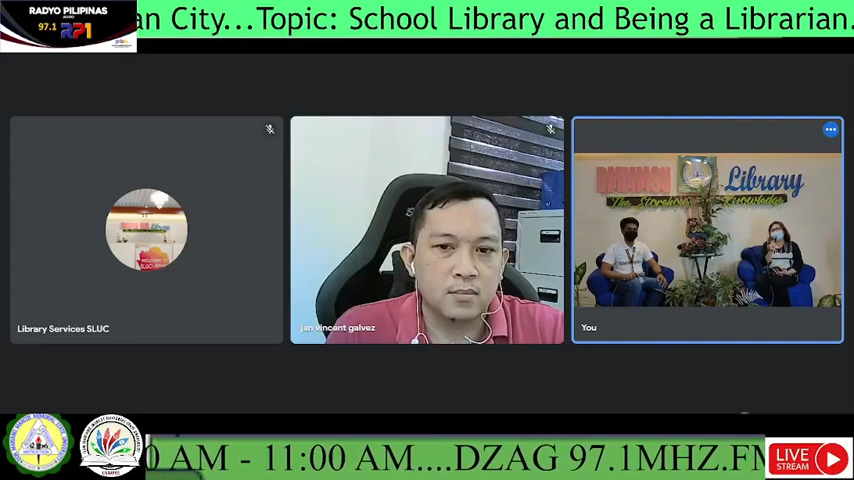 RADYO PILIPINAS
97.1 RP1
an City...Topic: School Library and Being a Librarian.
Library
The Storehouse of Knowledge
Library Services SLUC
jan vincent galvez
You
0 AM - 11:00 AM....DZAG 97.1MHZ.FM
LIVE
STREAM